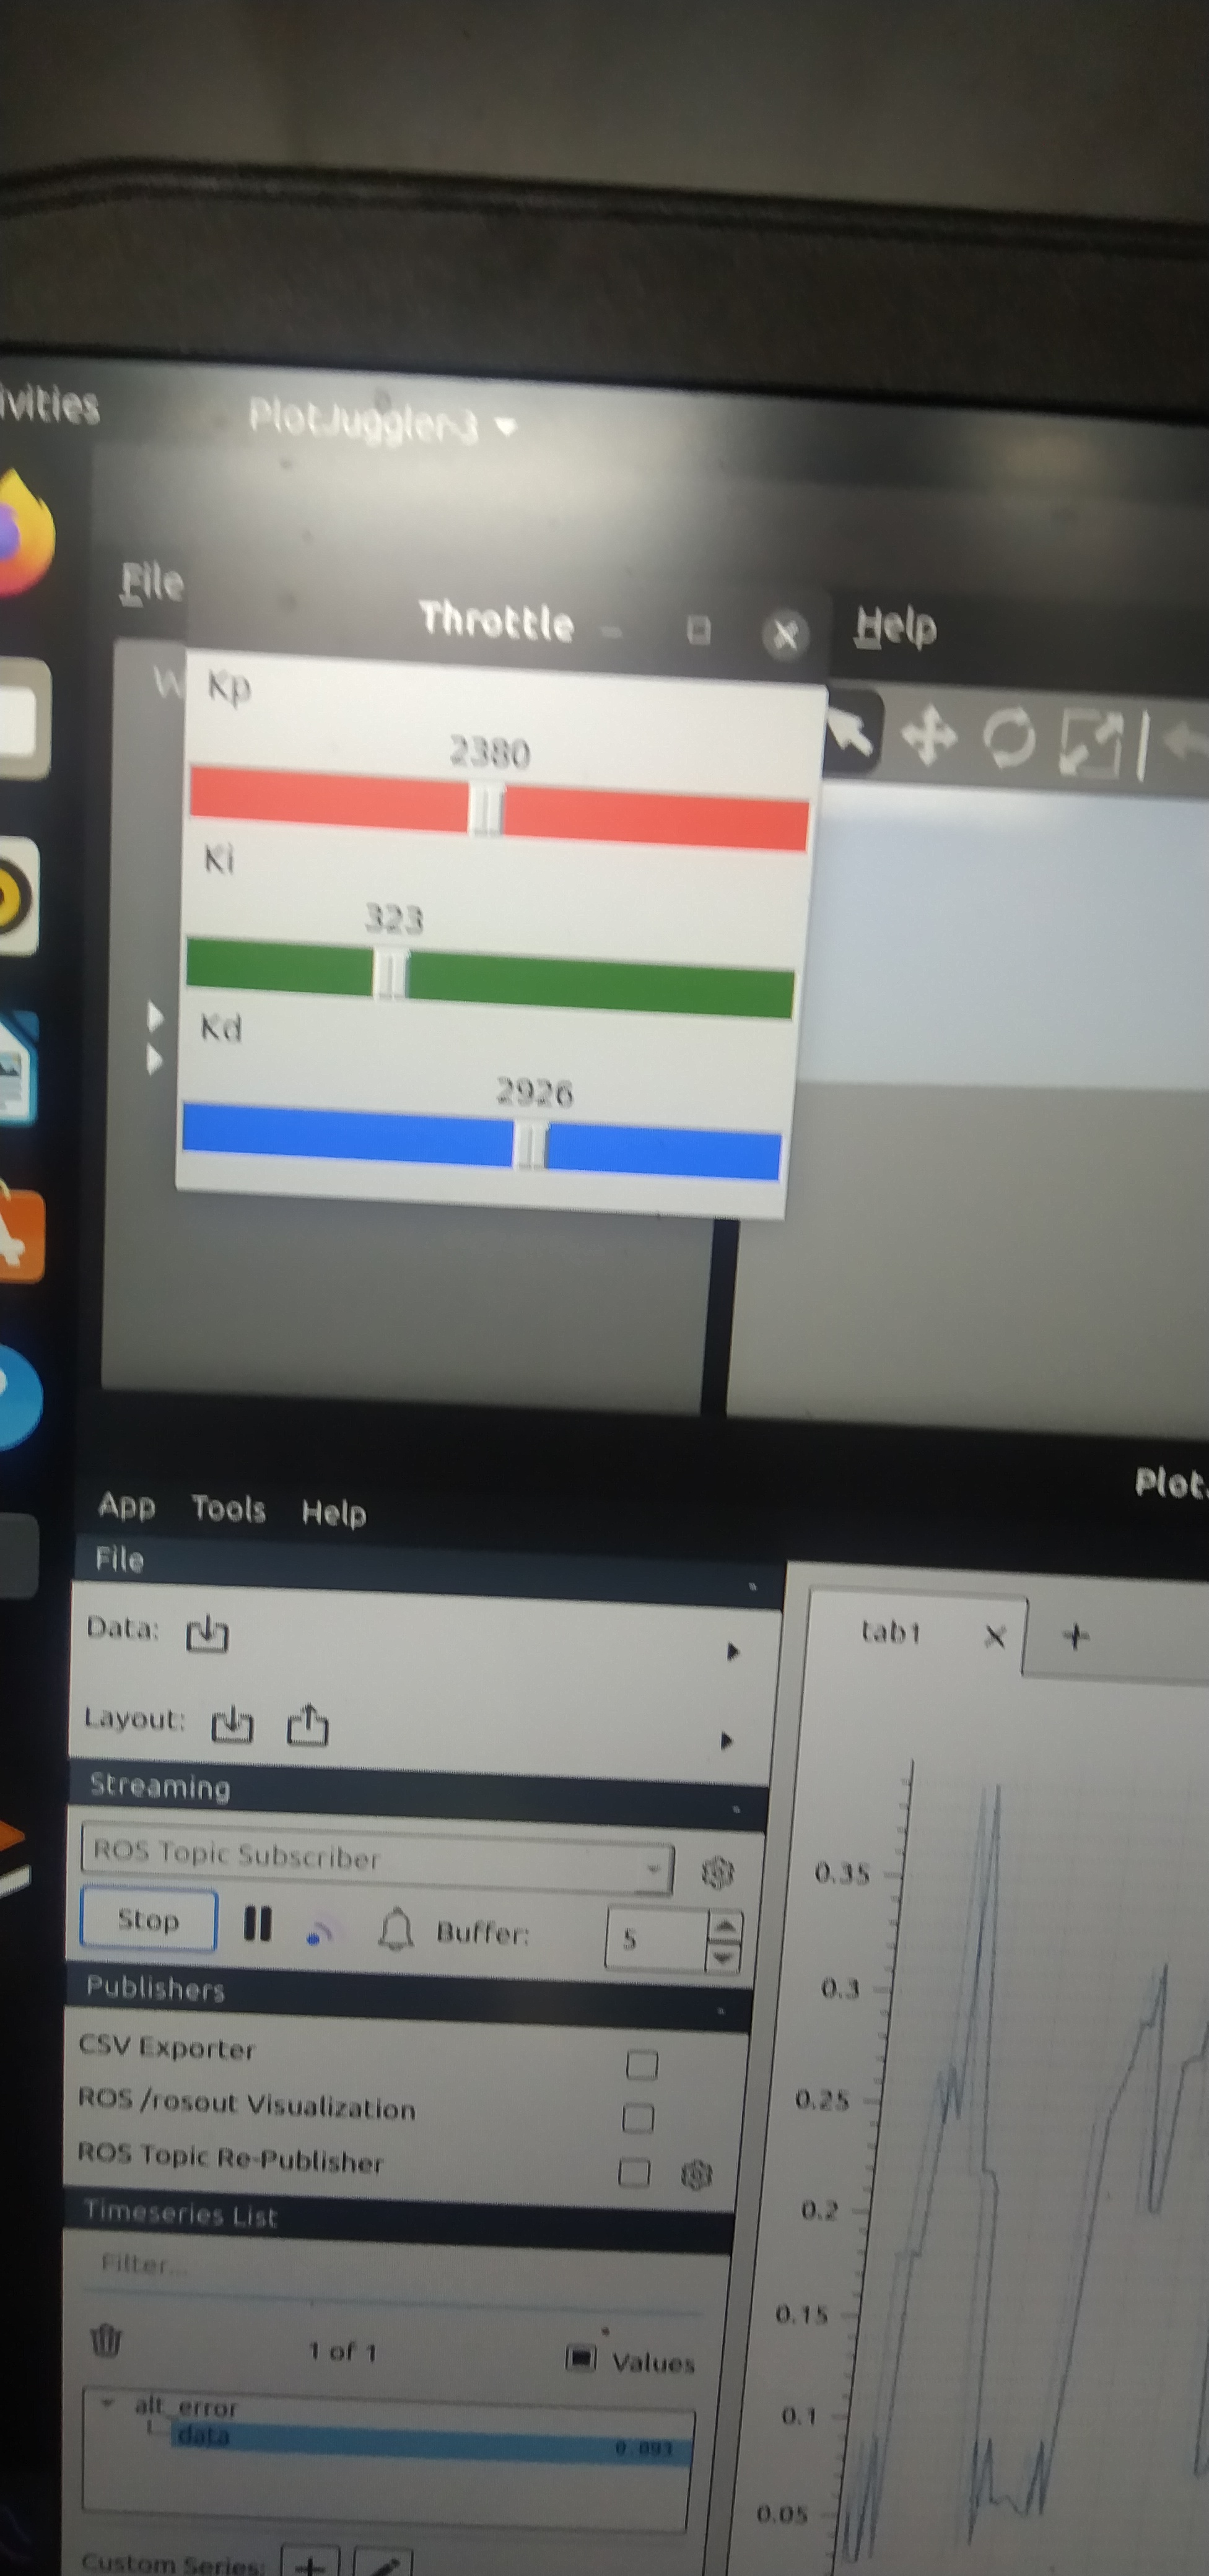 ivities PlotJuggler3
File Throttle Help
W Kp
2380
Ki
323
Kd
2926
Plot
App Tools Help
File
Data:
tab1
Layout:
Streaming
ROS Topic Subscriber
Stop Buffer: 5
Publishers
CSV Exporter
ROS /rosout Visualization
ROS Topic Re-Publisher
Timeseries List
Filter...
1 of 1 Values
alt_error
data 0.093
Custom Series:
0.35
0.3
0.25
0.2
0.15
0.1
0.05